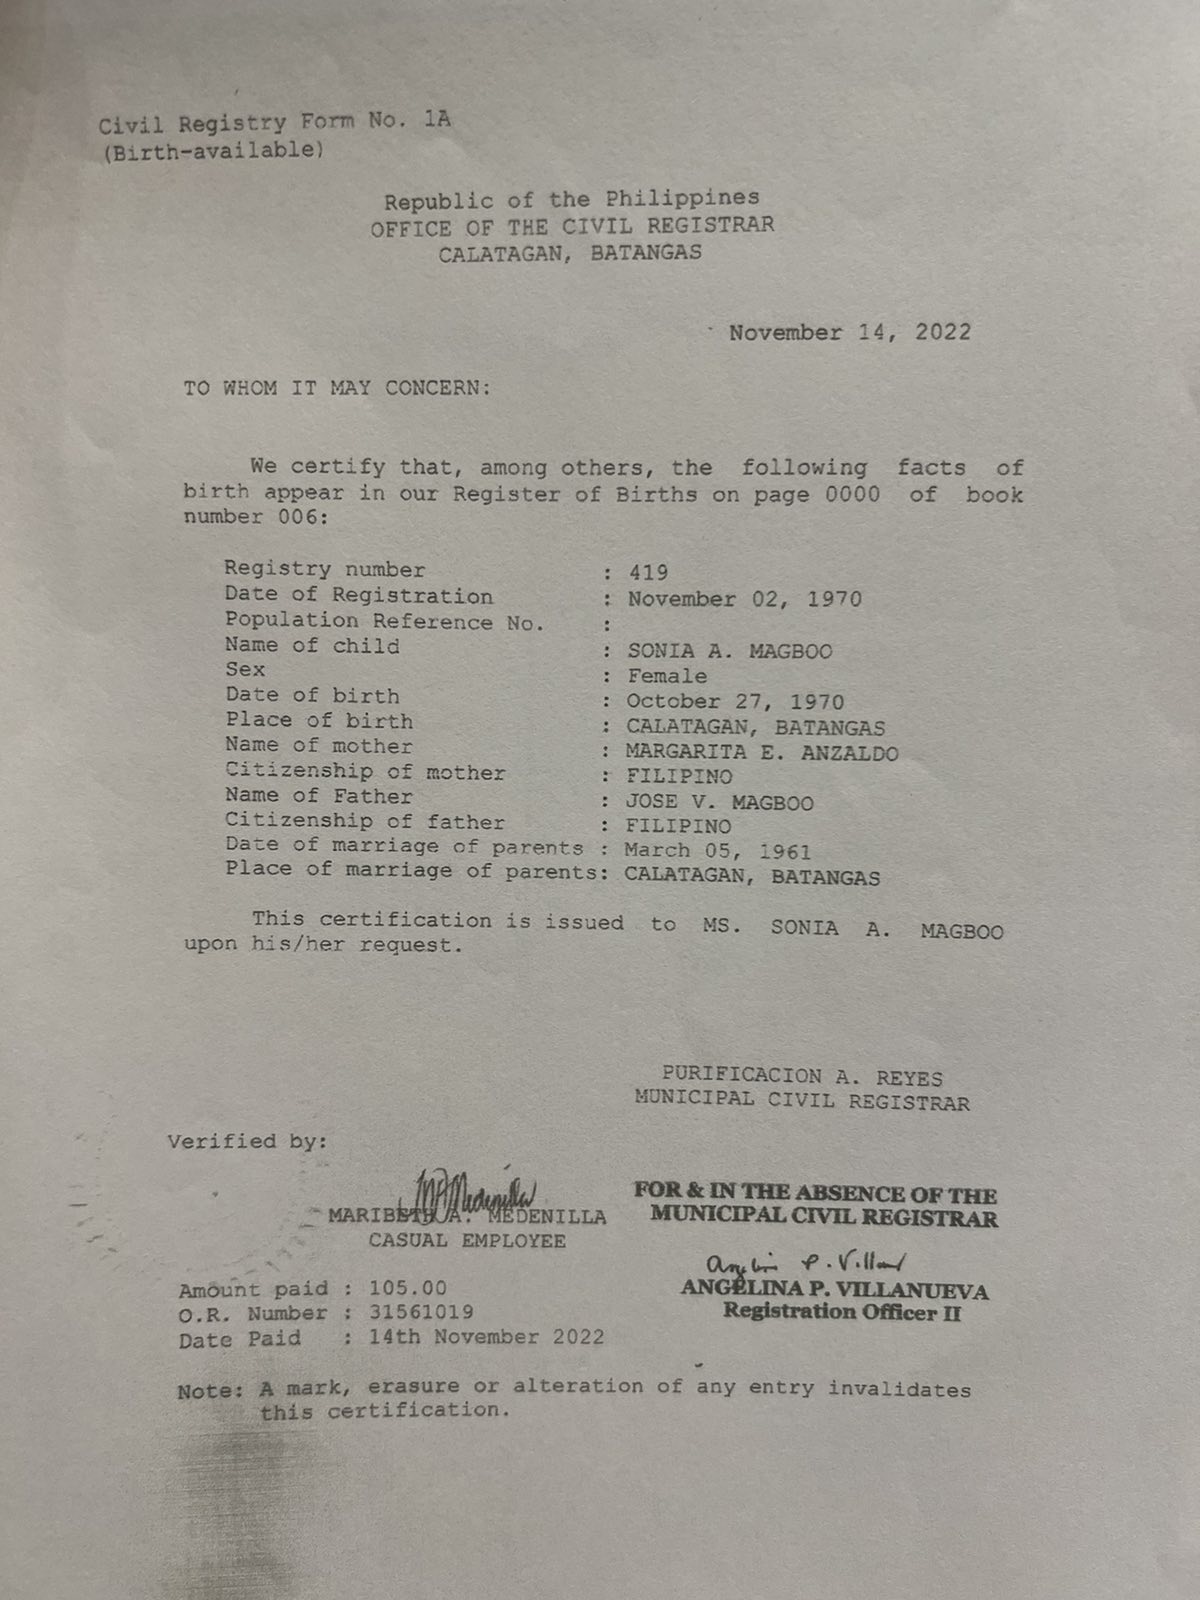 Civil Registry Form No. 1A
(Birth-available)
Republic of the Philippines
OFFICE OF THE CIVIL REGISTRAR
CALATAGAN, BATANGAS
November 14, 2022
TO WHOM IT MAY CONCERN:
We certify that, among others, the following facts of
birth appear in our Register of Births on page 0000 of book
number 006:
Registry number : 419
Date of Registration : November 02, 1970
Population Reference No. :
Name of child : SONIA A. MAGBOO
Sex : Female
Date of birth : October 27, 1970
Place of birth : CALATAGAN, BATANGAS
Name of mother : MARGARITA E. ANZALDO
Citizenship of mother : FILIPINO
Name of Father : JOSE V. MAGBOO
Citizenship of father : FILIPINO
Date of marriage of parents : March 05, 1961
Place of marriage of parents: CALATAGAN, BATANGAS
This certification is issued to MS. SONIA A. MAGBOO
upon his/her request.
PURIFICACION A. REYES
MUNICIPAL CIVIL REGISTRAR
Verified by:
MARIBETH A. MEDENILLA
CASUAL EMPLOYEE
FOR & IN THE ABSENCE OF THE
MUNICIPAL CIVIL REGISTRAR
ANGELINA P. VILLANUEVA
Registration Officer II
Amount paid : 105.00
O.R. Number : 31561019
Date Paid : 14th November 2022
Note: A mark, erasure or alteration of any entry invalidates
this certification.